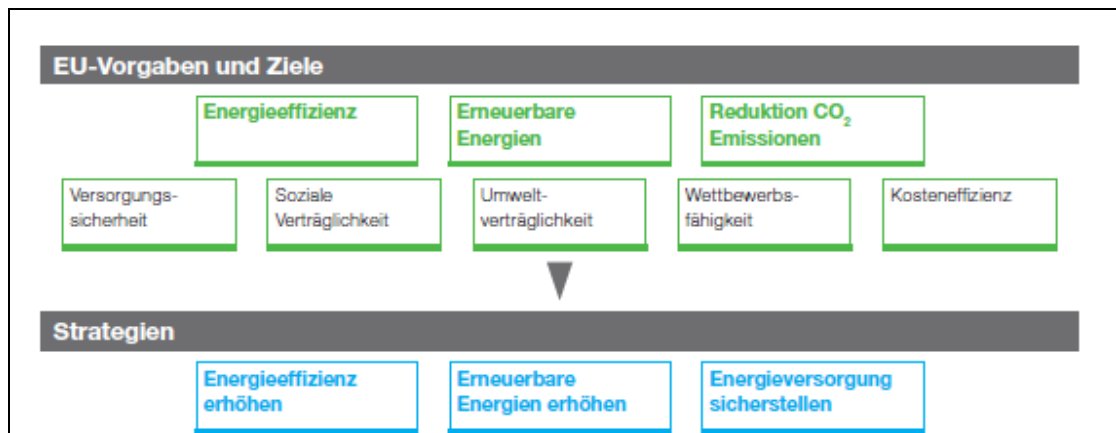 EU-Vorgaben und Ziele
Energieeffizienz
Erneuerbare
Energien
Reduktion CO₂
Emissionen
Versorgungs-
sicherheit
Soziale
Verträglichkeit
Umwelt-
verträglichkeit
Wettbewerbs-
fähigkeit
Kosteneffizienz
Strategien
Energieeffizienz
erhöhen
Erneuerbare
Energien erhöhen
Energieversorgung
sicherstellen